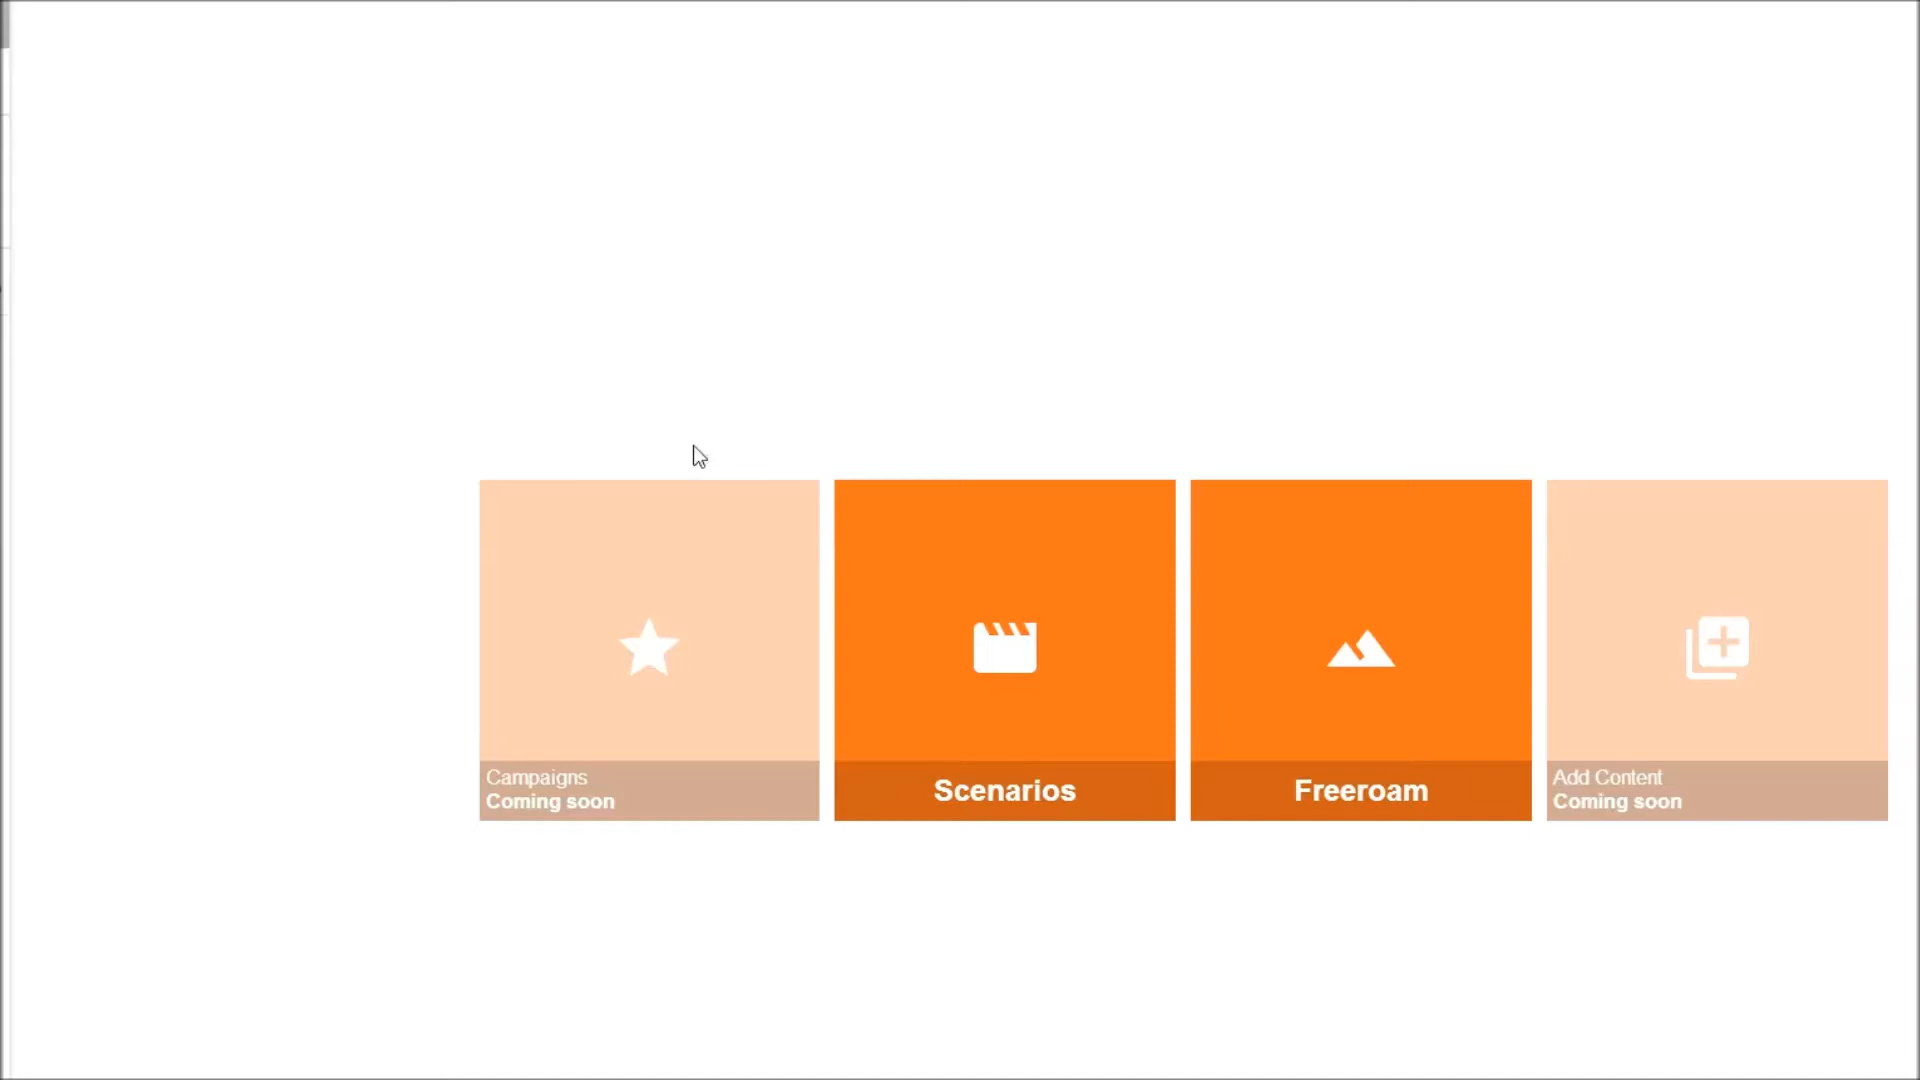 Campaigns
Coming soon
Scenarios
Freeroam
Add Content
Coming soon